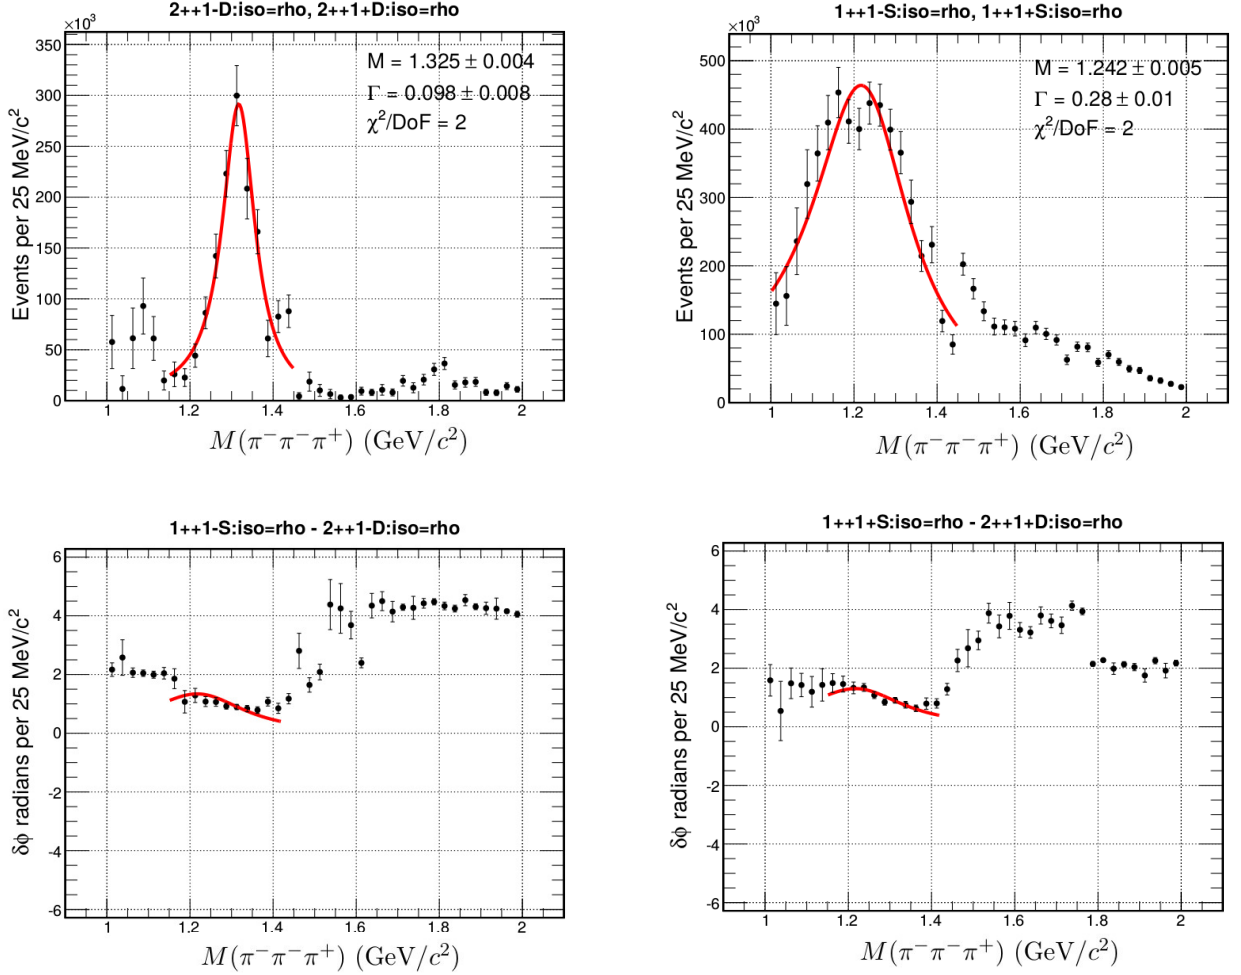 2++1-D:iso=rho, 2++1+D:iso=rho
×10³
350
300
250
200
150
100
50
0
Events per 25 MeV/c²
M = 1.325 ± 0.004
Γ = 0.098 ± 0.008
χ²/DoF = 2
1 1.2 1.4 1.6 1.8 2
M(π⁻π⁻π⁺) (GeV/c²)
1++1-S:iso=rho, 1++1+S:iso=rho
×10³
500
400
300
200
100
0
Events per 25 MeV/c²
M = 1.242 ± 0.005
Γ = 0.28 ± 0.01
χ²/DoF = 2
1 1.2 1.4 1.6 1.8 2
M(π⁻π⁻π⁺) (GeV/c²)
1++1-S:iso=rho - 2++1-D:iso=rho
6
4
2
0
-2
-4
-6
δϕ radians per 25 MeV/c²
1 1.2 1.4 1.6 1.8 2
M(π⁻π⁻π⁺) (GeV/c²)
1++1+S:iso=rho - 2++1+D:iso=rho
6
4
2
0
-2
-4
-6
δϕ radians per 25 MeV/c²
1 1.2 1.4 1.6 1.8 2
M(π⁻π⁻π⁺) (GeV/c²)